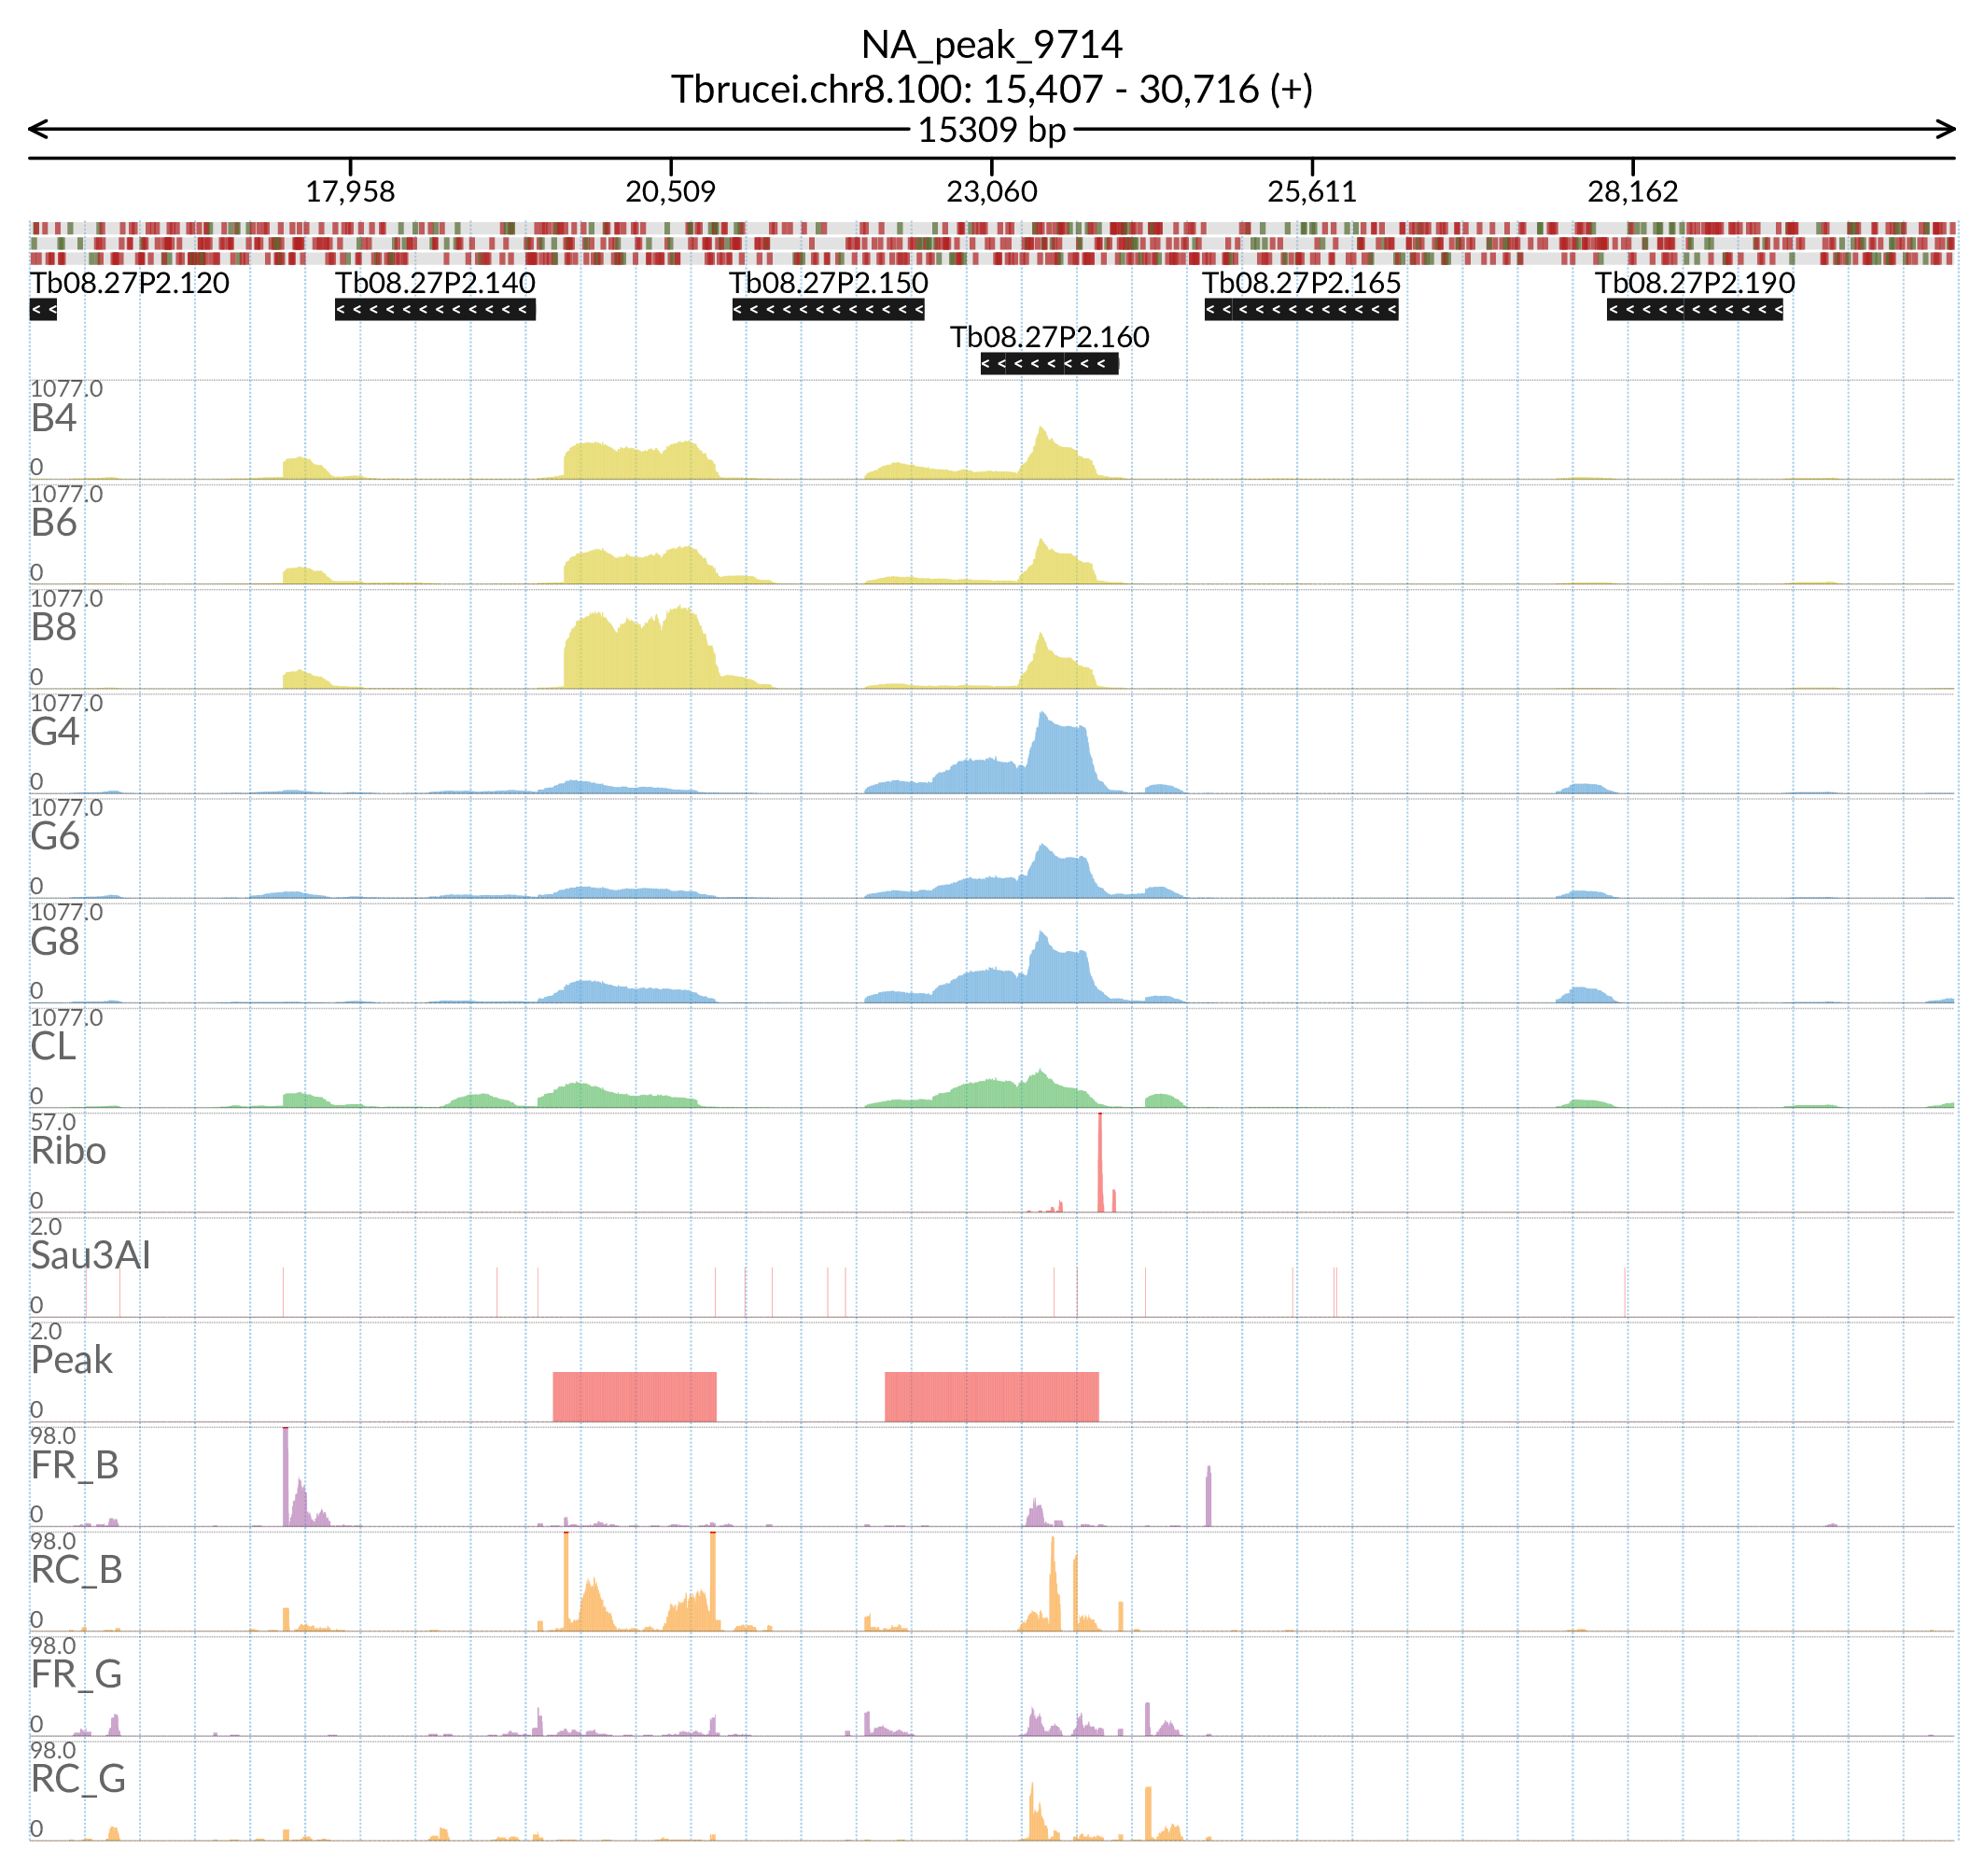 NA_peak_9714
Tbrucei.chr8.100: 15,407 - 30,716 (+)
15309 bp
17,958 20,509 23,060 25,611 28,162
Tb08.27P2.120 Tb08.27P2.140 Tb08.27P2.150 Tb08.27P2.165 Tb08.27P2.190
Tb08.27P2.160
1077.0
B4
0
1077.0
B6
0
1077.0
B8
0
1077.0
G4
0
1077.0
G6
0
1077.0
G8
0
1077.0
CL
0
57.0
Ribo
0
2.0
Sau3AI
0
2.0
Peak
0
98.0
FR_B
0
98.0
RC_B
0
98.0
FR_G
0
98.0
RC_G
0